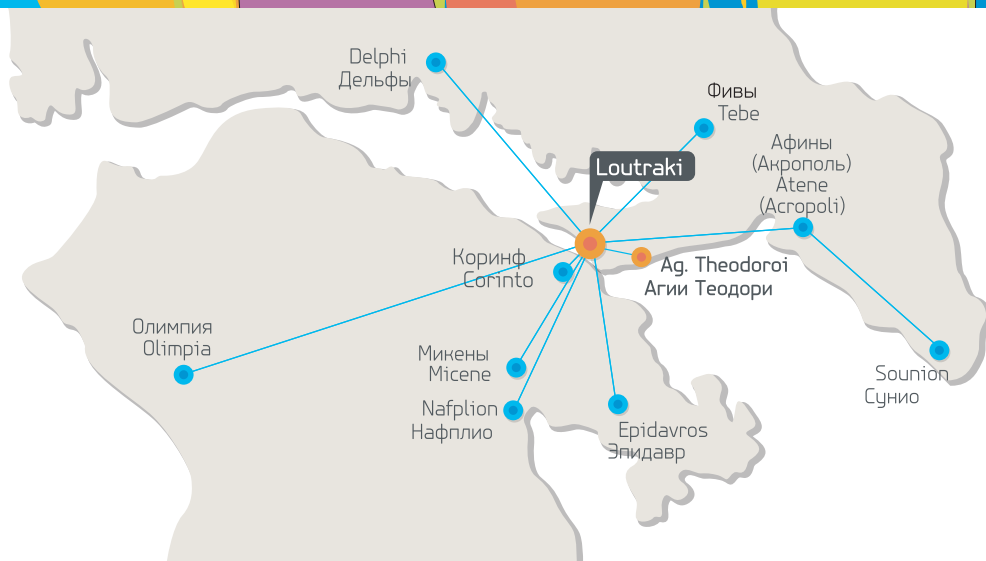 Delphi
Дельфы
Фивы
Tebe
Афины
(Акрополь)
Atene
(Acropoli)
Loutraki
Коринф
Corinto
Ag. Theodoroi
Агии Теодори
Олимпия
Olimpia
Микены
Micene
Nafplion
Нафплио
Epidavros
Эпидавр
Sounion
Сунио